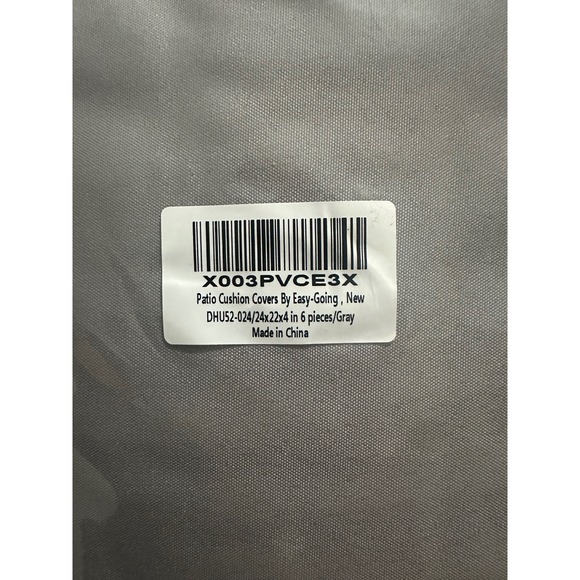 X003PVCE3X
Patio Cushion Covers By Easy-Going , New
DHU52-024/24x22x4 in 6 pieces/Gray
Made in China